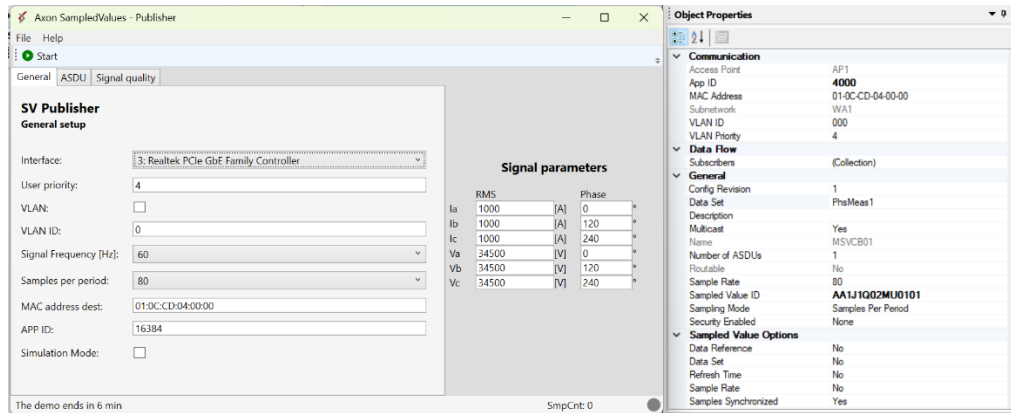 Axon SampledValues - Publisher
File Help
Start
General ASDU Signal quality
SV Publisher
General setup
Interface: 3: Realtek PCIe GbE Family Controller
User priority: 4
VLAN:
VLAN ID: 0
Signal Frequency [Hz]: 60
Samples per period: 80
MAC address dest: 01:0C:CD:04:00:00
APP ID: 16384
Simulation Mode:
Signal parameters
RMS Phase
Ia 1000 [A] 0 °
Ib 1000 [A] 120 °
Ic 1000 [A] 240 °
Va 34500 [V] 0 °
Vb 34500 [V] 120 °
Vc 34500 [V] 240 °
The demo ends in 6 min SmpCnt: 0
Object Properties
Communication
Access Point AP1
App ID 4000
MAC Address 01-0C-CD-04-00-00
Subnetwork WA1
VLAN ID 000
VLAN Priority 4
Data Flow
Subscribers (Collection)
General
Config Revision 1
Data Set PhsMeas1
Description
Multicast Yes
Name MSVCB01
Number of ASDUs 1
Routable No
Sample Rate 80
Sampled Value ID AA1J1Q02MU0101
Sampling Mode Samples Per Period
Security Enabled None
Sampled Value Options
Data Reference No
Data Set No
Refresh Time No
Sample Rate No
Samples Synchronized Yes